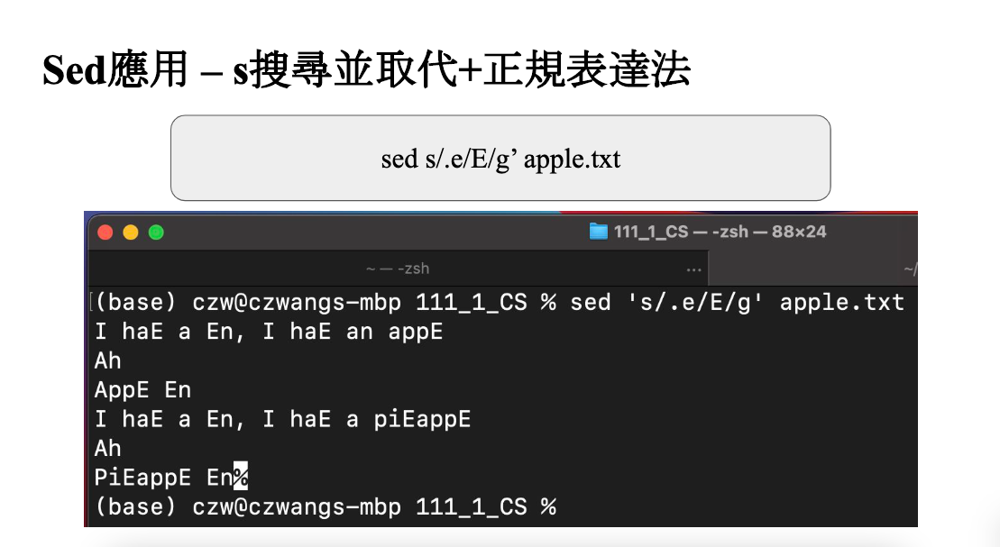 Sed應用 – s搜尋並取代+正規表達法
sed s/.e/E/g’ apple.txt
111_1_CS — -zsh — 88×24
~ — -zsh
...
~/
(base) czw@czwangs-mbp 111_1_CS % sed 's/.e/E/g' apple.txt
I haE a En, I haE an appE
Ah
AppE En
I haE a En, I haE a piEappE
Ah
PiEappE En%
(base) czw@czwangs-mbp 111_1_CS %